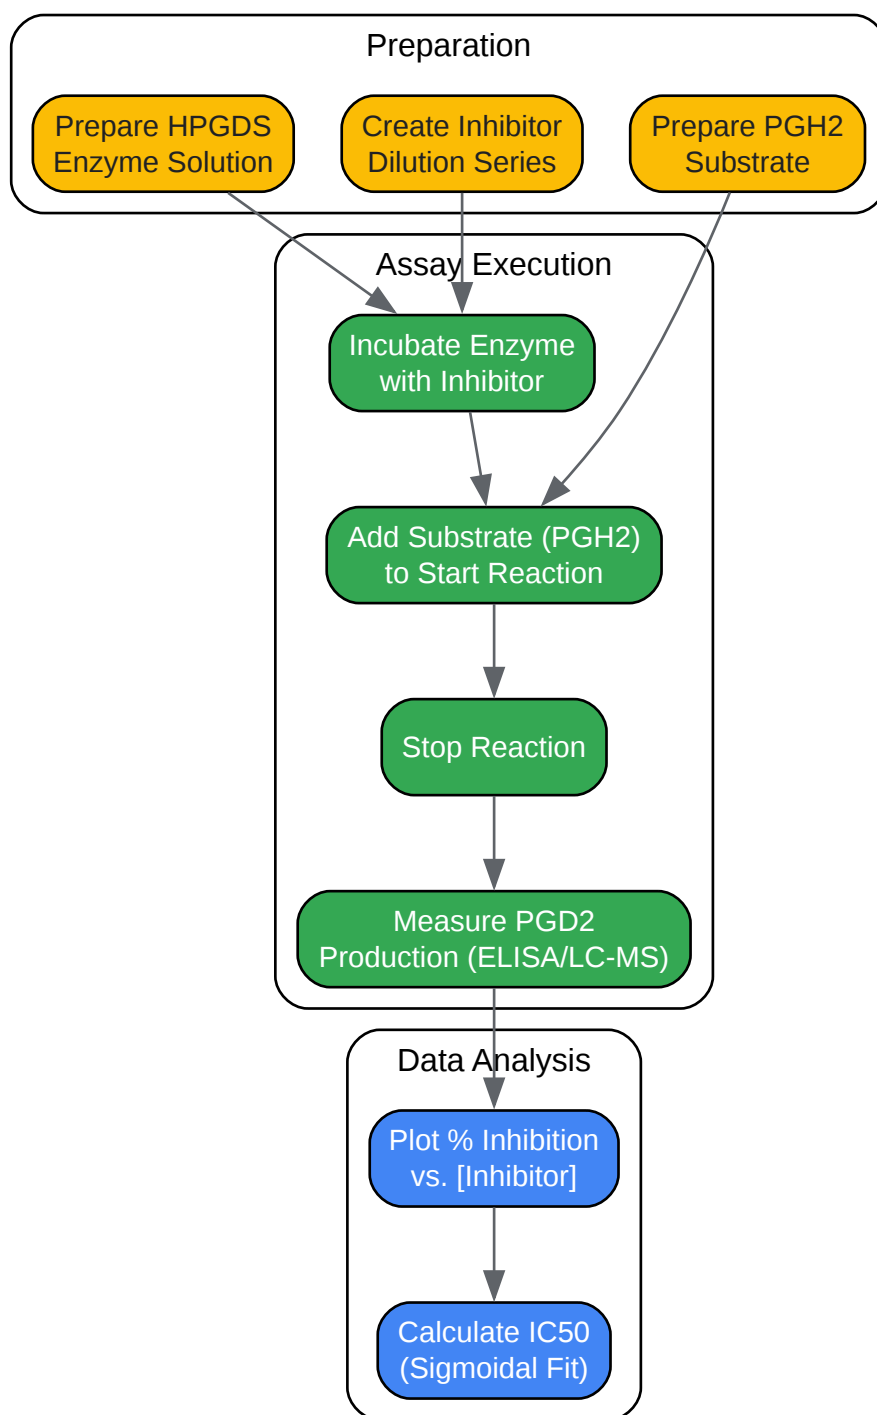 Preparation
Prepare HPGDS
Enzyme Solution
Create Inhibitor
Dilution Series
Prepare PGH2
Substrate
Assay Execution
Incubate Enzyme
with Inhibitor
Add Substrate (PGH2)
to Start Reaction
Stop Reaction
Measure PGD2
Production (ELISA/LC-MS)
Data Analysis
Plot % Inhibition
vs. [Inhibitor]
Calculate IC50
(Sigmoidal Fit)